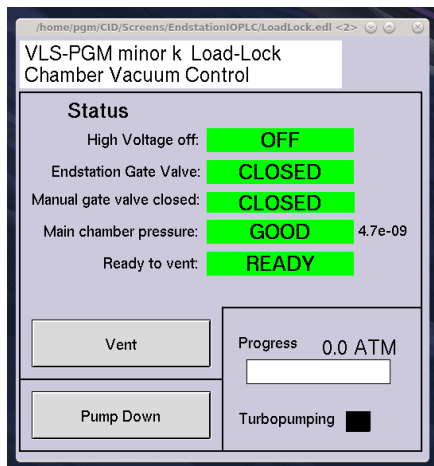 /home/pgm/CID/Screens/EndstationIOPLC/LoadLock.edl <2>
VLS-PGM minor k Load-Lock
Chamber Vacuum Control
Status
High Voltage off: OFF
Endstation Gate Valve: CLOSED
Manual gate valve closed: CLOSED
Main chamber pressure: GOOD 4.7e-09
Ready to vent: READY
Vent
Progress 0.0 ATM
Pump Down
Turbopumping